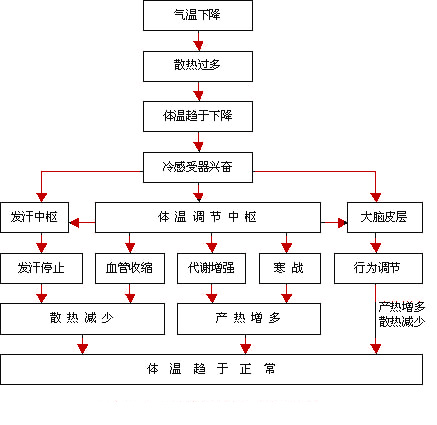 气温下降
散热过多
体温趋于下降
冷感受器兴奋
发汗中枢
体温调节中枢
大脑皮层
发汗停止
血管收缩
代谢增强
寒战
行为调节
散热减少
产热增多
产热增多
散热减少
体温趋于正常